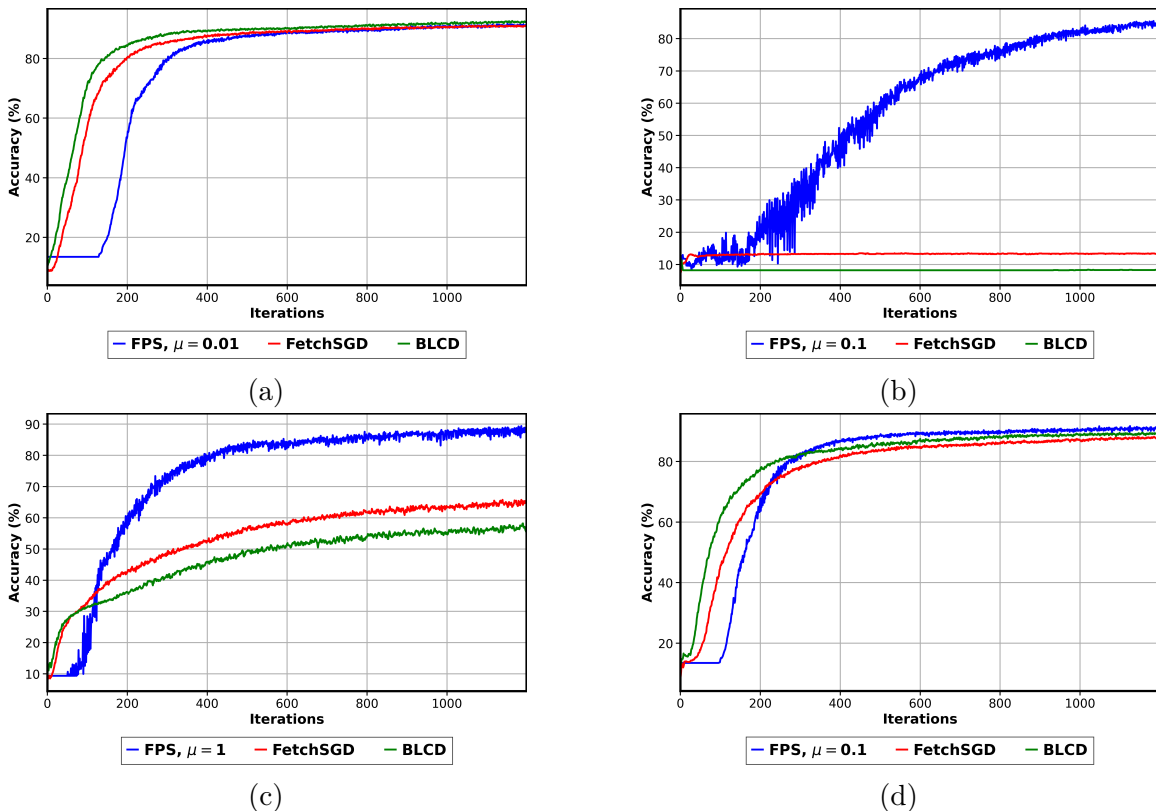 Accuracy (%)
80
60
40
20
0 200 400 600 800 1000
Iterations
FPS, μ = 0.01 FetchSGD BLCD
(a)
Accuracy (%)
80
70
60
50
40
30
20
10
0 200 400 600 800 1000
Iterations
FPS, μ = 0.1 FetchSGD BLCD
(b)
Accuracy (%)
90
80
70
60
50
40
30
20
10
0 200 400 600 800 1000
Iterations
FPS, μ = 1 FetchSGD BLCD
(c)
Accuracy (%)
80
60
40
20
0 200 400 600 800 1000
Iterations
FPS, μ = 0.1 FetchSGD BLCD
(d)